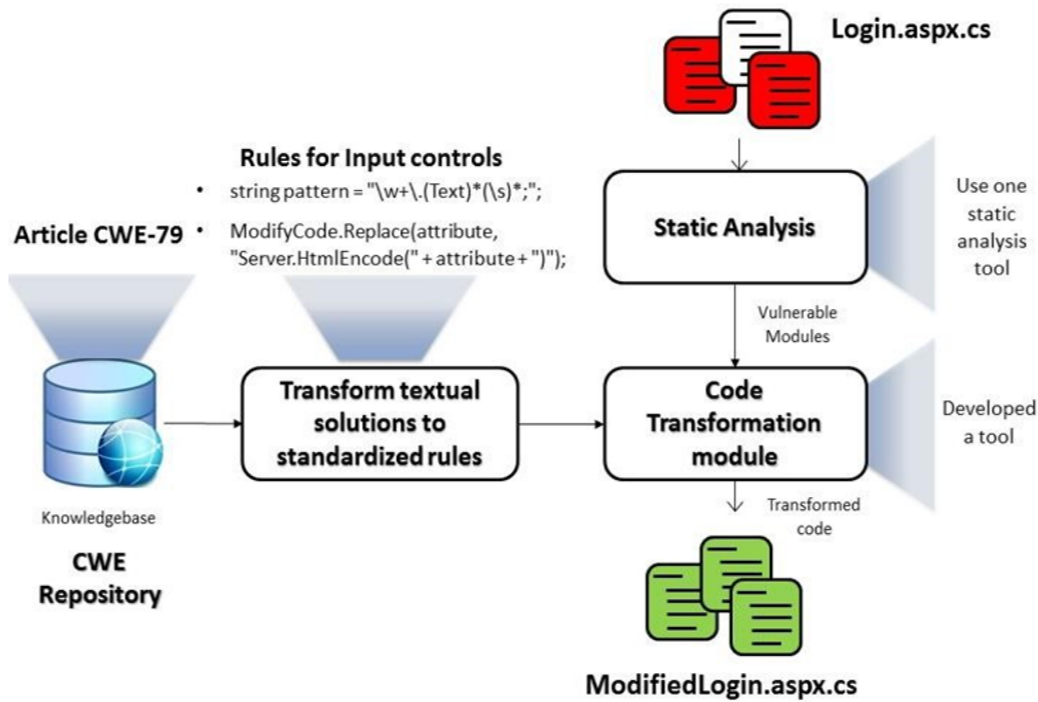 Login.aspx.cs
Rules for Input controls
• string pattern = "\w+\.(Text)*(\s)*;";
• ModifyCode.Replace(attribute,
"Server.HtmlEncode(" + attribute + ")");
Article CWE-79
Static Analysis
Use one
static
analysis
tool
Vulnerable
Modules
Transform textual
solutions to
standardized rules
Code
Transformation
module
Developed
a tool
Knowledgebase
CWE
Repository
Transformed
code
ModifiedLogin.aspx.cs